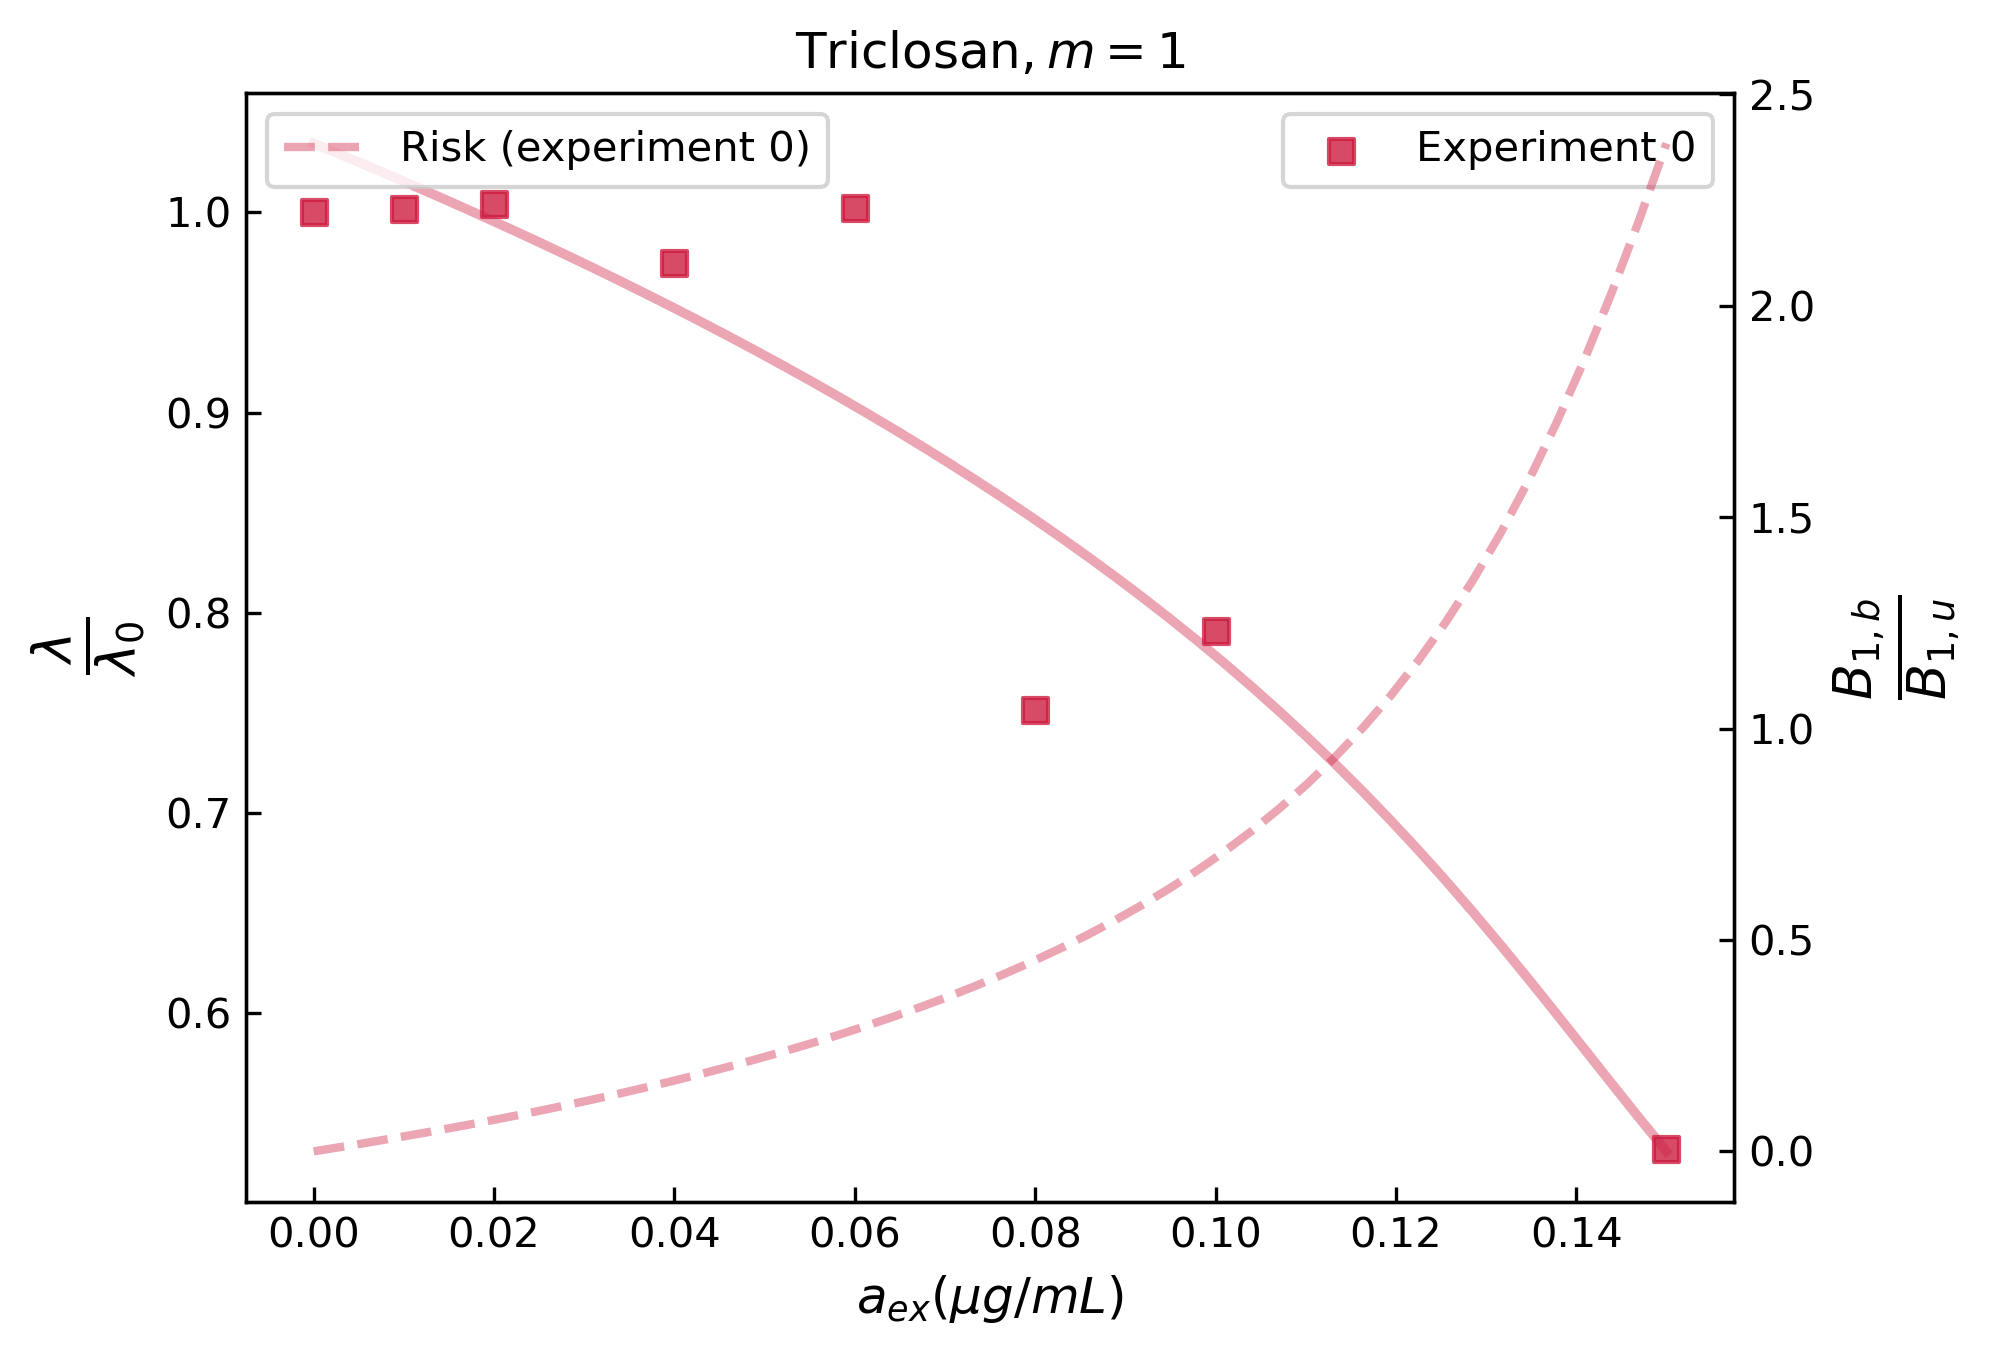 Triclosan, m = 1
Risk (experiment 0)
Experiment 0
1.0
0.9
0.8
0.7
0.6
λ
λ0
2.5
2.0
1.5
1.0
0.5
0.0
B1, b
B1, u
0.00 0.02 0.04 0.06 0.08 0.10 0.12 0.14
aex(μg/mL)